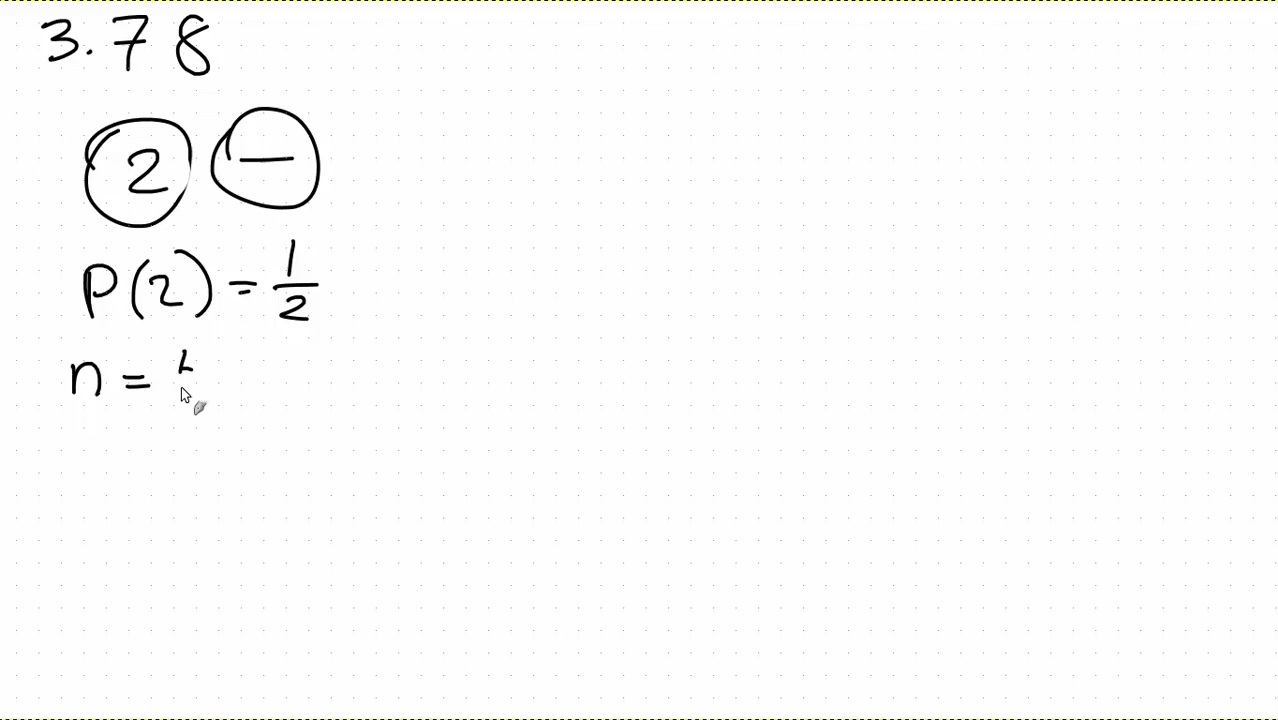 3.78
2 —
P(2) = 1/2
n =